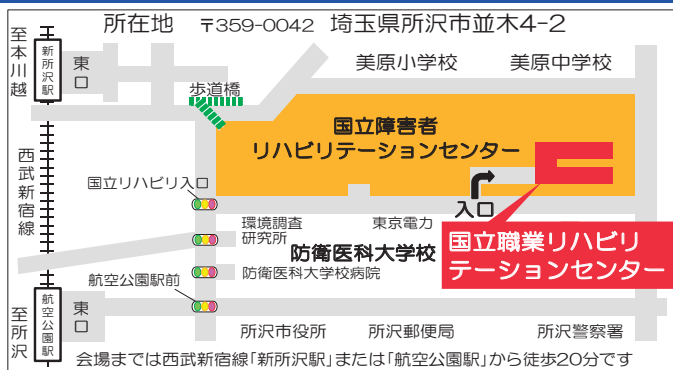 所在地 〒359-0042 埼玉県所沢市並木4-2
至本川越
新所沢駅
東口
美原小学校
美原中学校
歩道橋
国立障害者
リハビリテーションセンター
西武新宿線
国立リハビリ入口
入口
環境調査
研究所
東京電力
防衛医科大学校
国立職業リハビリ
テーションセンター
防衛医科大学校病院
航空公園駅前
至所沢
航空公園駅
東口
所沢市役所
所沢郵便局
所沢警察署
会場までは西武新宿線「新所沢駅」または「航空公園駅」から徒歩20分です